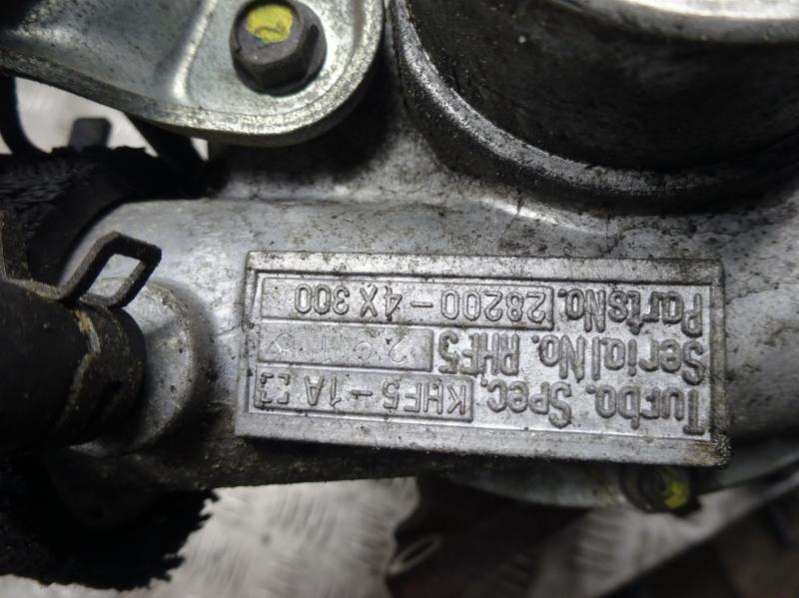 Turbo. Spec. KHF5-1A
Serial No. RHF5
Parts No. 28200-4X300